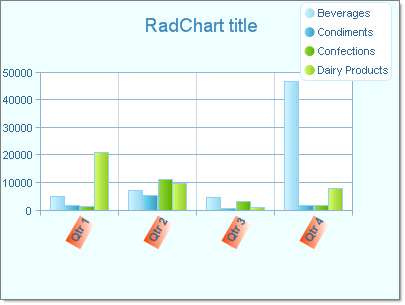 RadChart title
Beverages
Condiments
Confections
Dairy Products
50000
40000
30000
20000
10000
0
Qtr 1
Qtr 2
Qtr 3
Qtr 4